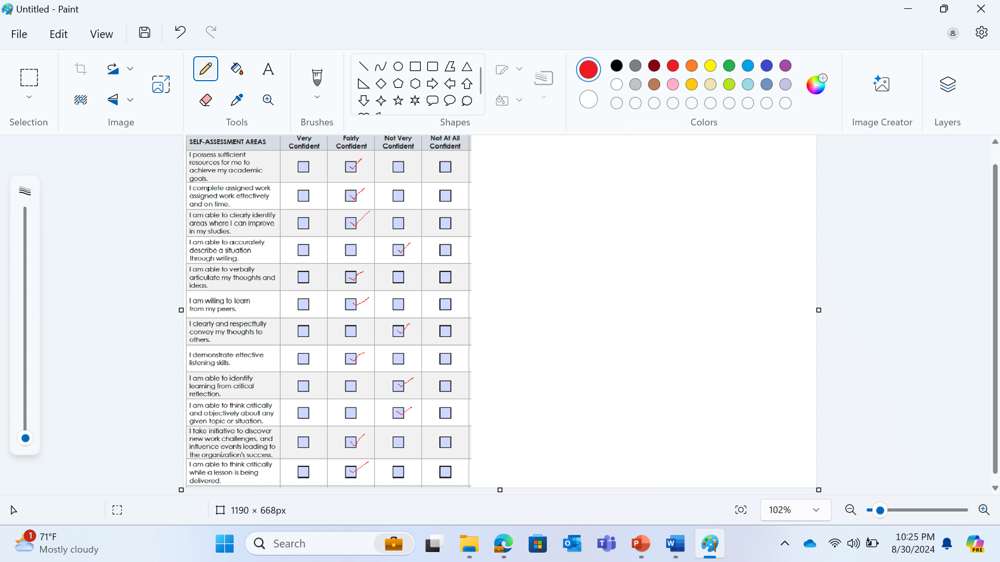 Untitled - Paint
File Edit View
Selection Image Tools Brushes Shapes Colors Image Creator Layers
SELF-ASSESSMENT AREAS
Very
Confident
Fairly
Confident
Not Very
Confident
Not At All
Confident
I possess sufficient
resources for me to
achieve my academic
goals.
I complete assigned work
assigned work effectively
and on time.
I am able to clearly identify
areas where I can improve
in my studies.
I am able to accurately
describe a situation
through writing.
I am able to verbally
articulate my thoughts and
ideas.
I am willing to learn
from my peers.
I clearly and respectfully
convey my thoughts to
others.
I demonstrate effective
listening skills.
I am able to identify
learning from critical
reflection.
I am able to think critically
and objectively about any
given topic or situation.
I take initiative to discover
new work challenges, and
influence events leading to
the organization's success.
I am able to think critically
while a lesson is being
delivered.
1190 × 668px
102%
1
71°F
Mostly cloudy
Search
10:25 PM
8/30/2024
PRE